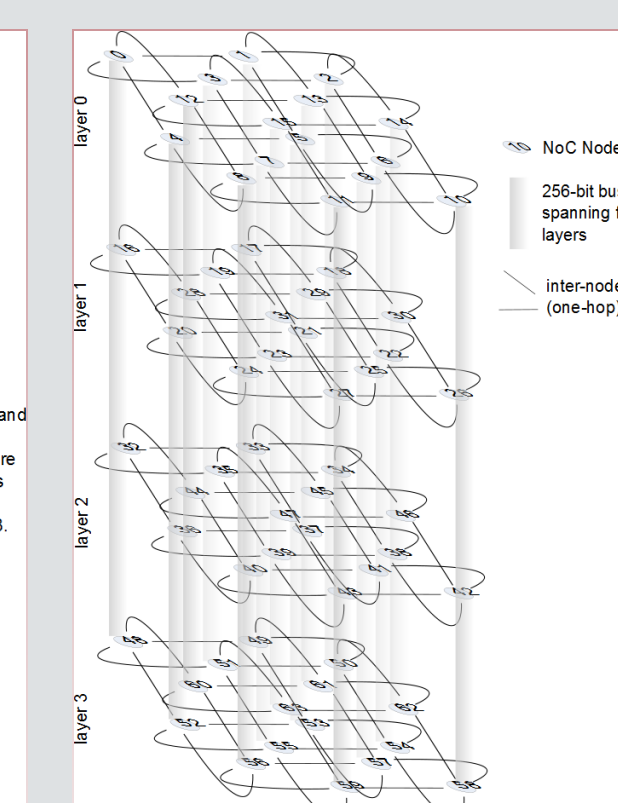 and
re
s
3.
layer 0
0 1
3 2
12 13
15 14
4 5
7 6
8 9
11 10
layer 1
16 17
19 18
28 29
31 30
20 21
23 22
24 25
27 26
layer 2
32 33
35 34
44 45
47 46
36 37
39 38
40 41
43 42
layer 3
48 49
51 50
60 61
63 62
52 53
55 54
56 57
59 58
10 NoC Node
256-bit bus
spanning f
layers
inter-node
(one-hop)